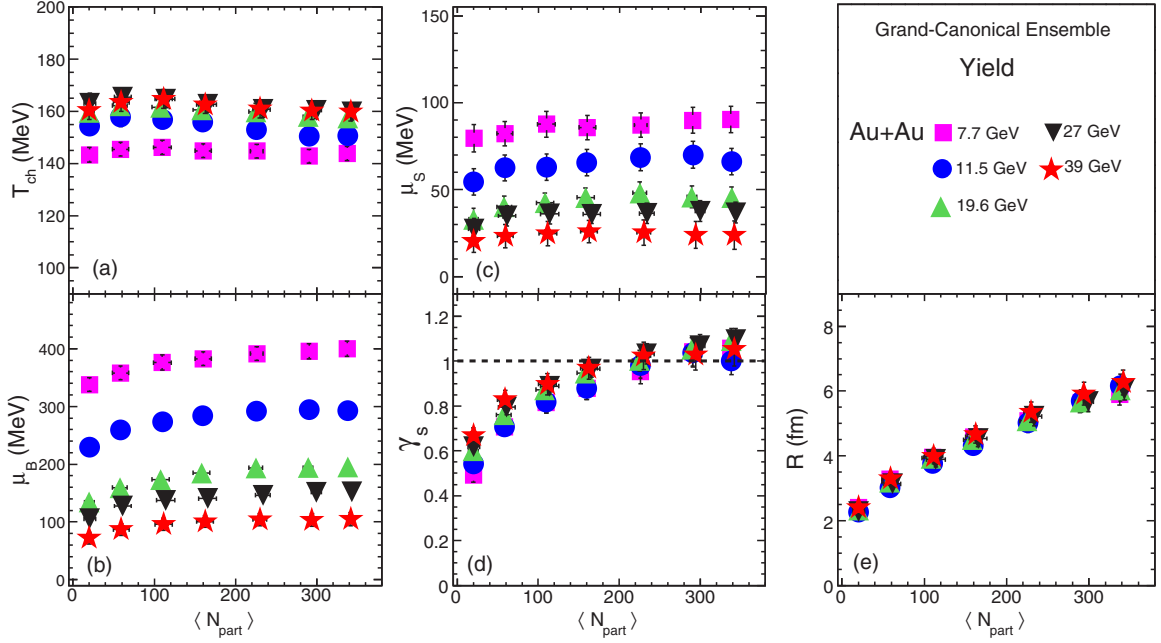 180
160
140
120
100
T_ch (MeV)
(a)
400
300
200
100
0
μ_B (MeV)
(b)
0 100 200 300
⟨ N_part ⟩
150
100
50
0
μ_S (MeV)
(c)
1.2
1
0.8
0.6
0.4
0.2
0
γ_s
(d)
0 100 200 300
⟨ N_part ⟩
Grand-Canonical Ensemble
Yield
Au+Au
7.7 GeV
27 GeV
11.5 GeV
39 GeV
19.6 GeV
8
6
4
2
0
R (fm)
(e)
0 100 200 300
⟨ N_part ⟩